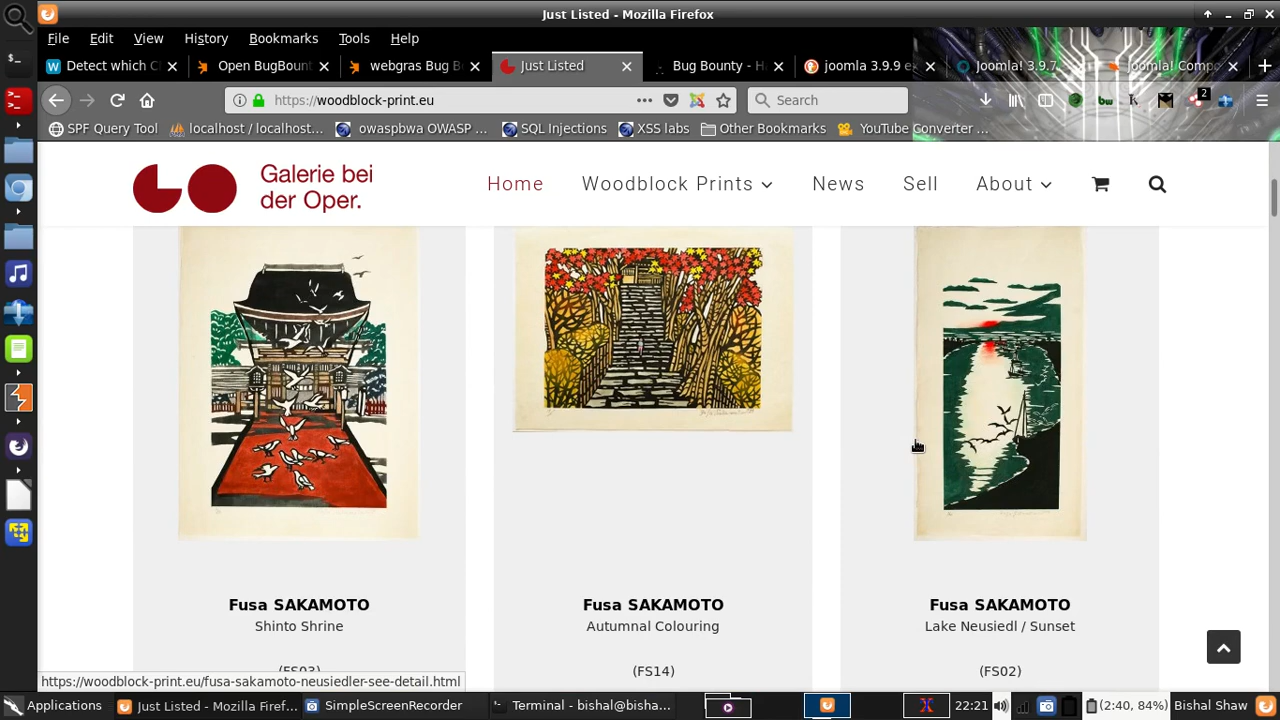 Just Listed - Mozilla Firefox
File Edit View History Bookmarks Tools Help
Detect which C
Open BugBount
webgras Bug B
Just Listed
Bug Bounty - Ha
joomla 3.9.9 e
Joomla! 3.9.7
Joomla! Compo
https://woodblock-print.eu
Search
2
SPF Query Tool
localhost / localhost...
owaspbwa OWASP ...
SQL Injections
XSS labs
Other Bookmarks
YouTube Converter ...
Galerie bei
der Oper.
Home Woodblock Prints News Sell About
Fusa SAKAMOTO
Shinto Shrine
(FS03)
Fusa SAKAMOTO
Autumnal Colouring
(FS14)
Fusa SAKAMOTO
Lake Neusiedl / Sunset
(FS02)
https://woodblock-print.eu/fusa-sakamoto-neusiedler-see-detail.html
Applications
Just Listed - Mozilla Firef...
SimpleScreenRecorder
Terminal - bishal@bisha...
22:21
(2:40, 84%)
Bishal Shaw